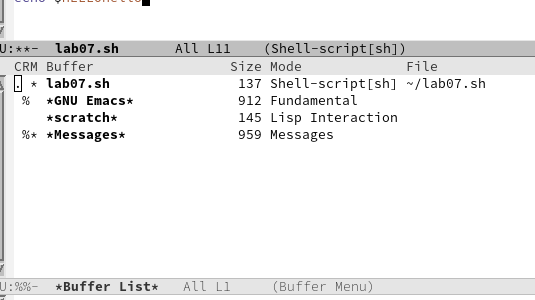 U:**-  lab07.sh       All L11    (Shell-script[sh])
CRM Buffer                 Size Mode             File
. * lab07.sh                137 Shell-script[sh] ~/lab07.sh
 %  *GNU Emacs*             912 Fundamental
    *scratch*               145 Lisp Interaction
 %* *Messages*              959 Messages
U:%%-  *Buffer List*   All L1     (Buffer Menu)